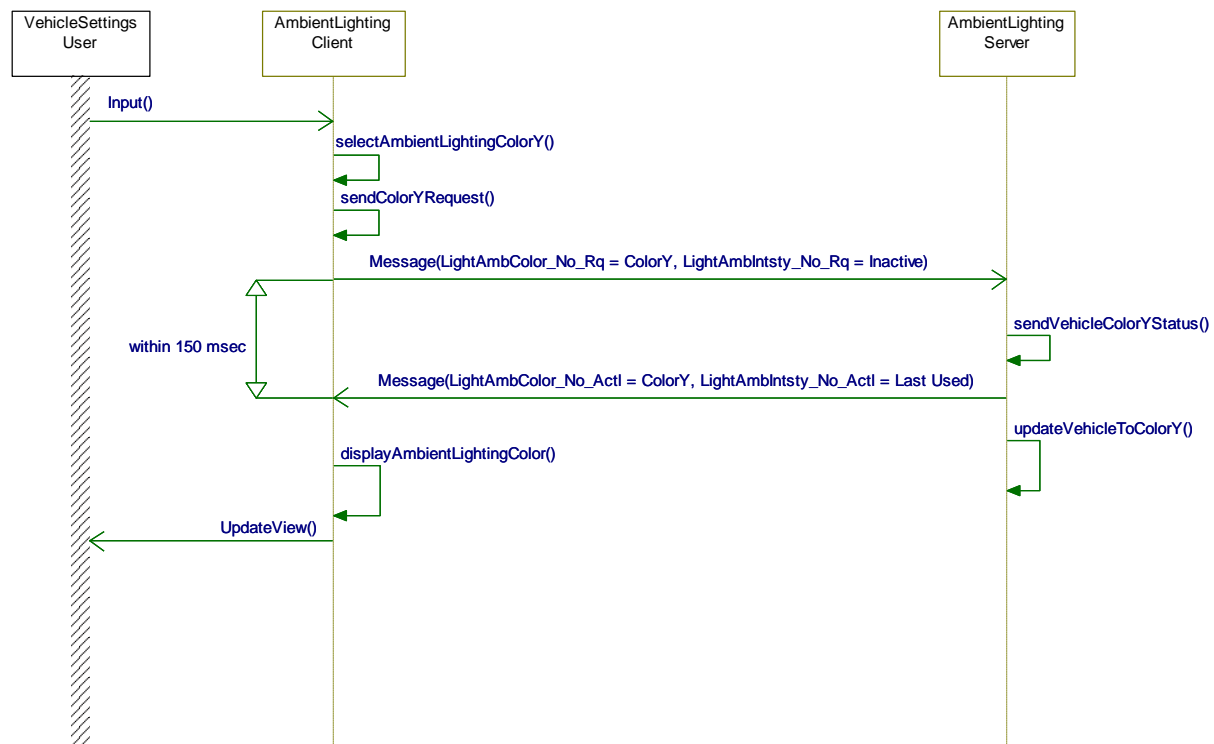 VehicleSettings
User
AmbientLighting
Client
AmbientLighting
Server
Input()
selectAmbientLightingColorY()
sendColorYRequest()
Message(LightAmbColor_No_Rq = ColorY, LightAmbIntsty_No_Rq = Inactive)
sendVehicleColorYStatus()
within 150 msec
Message(LightAmbColor_No_Actl = ColorY, LightAmbIntsty_No_Actl = Last Used)
updateVehicleToColorY()
displayAmbientLightingColor()
UpdateView()